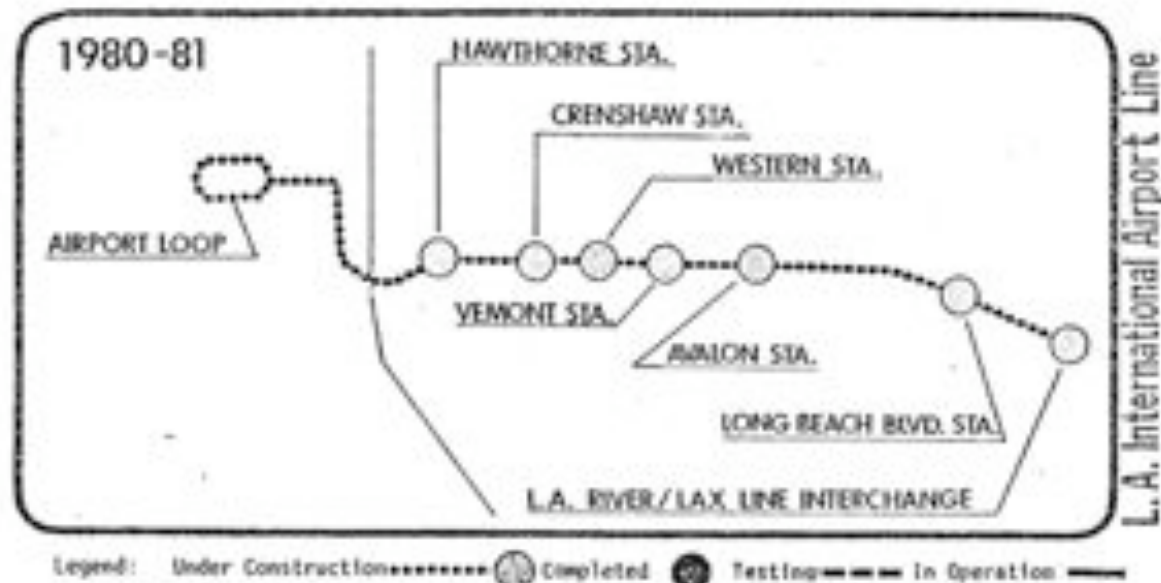 1980-81
HAWTHORNE STA.
CRENSHAW STA.
WESTERN STA.
AIRPORT LOOP
VEMONT STA.
AVALON STA.
LONG BEACH BLVD. STA.
L.A. RIVER/LAX LINE INTERCHANGE
L.A. International Airport Line
Legend: Under Construction Completed Testing In Operation